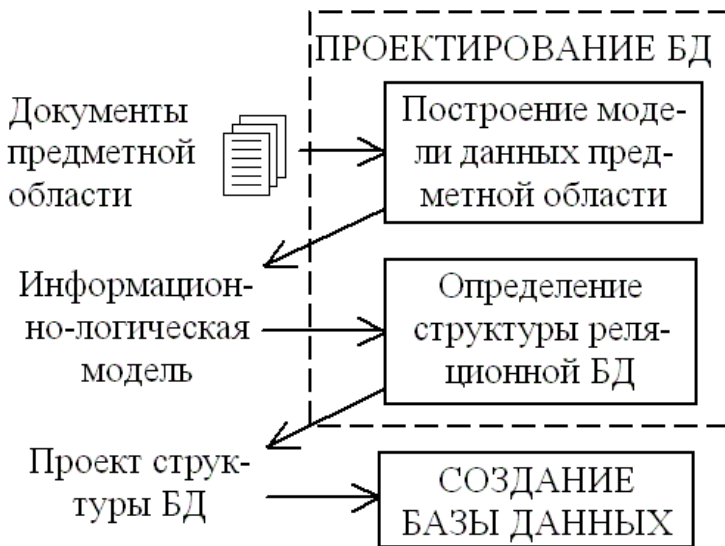 ПРОЕКТИРОВАНИЕ БД
Документы
предметной
области
Построение моде-
ли данных пред-
метной области
Информацион-
но-логическая
модель
Определение
структуры реля-
ционной БД
Проект струк-
туры БД
СОЗДАНИЕ
БАЗЫ ДАННЫХ